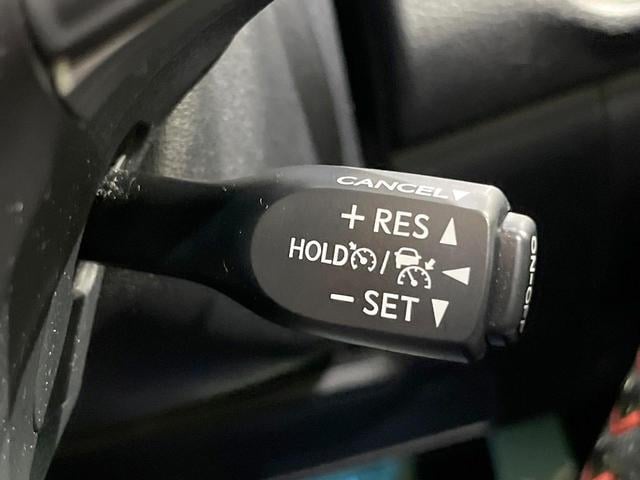 CANCEL▼
+ RES ▲
HOLD / ◀
− SET ▼
ON-OFF